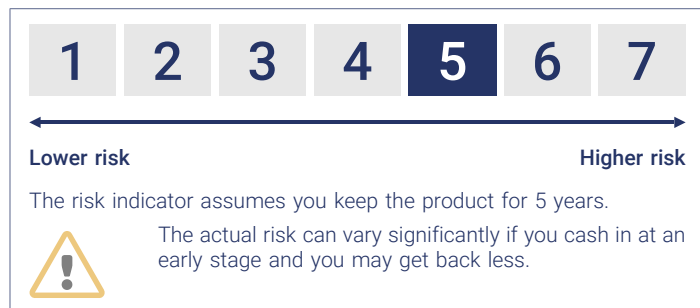 1 2 3 4 5 6 7
Lower risk Higher risk
The risk indicator assumes you keep the product for 5 years.
The actual risk can vary significantly if you cash in at an
early stage and you may get back less.